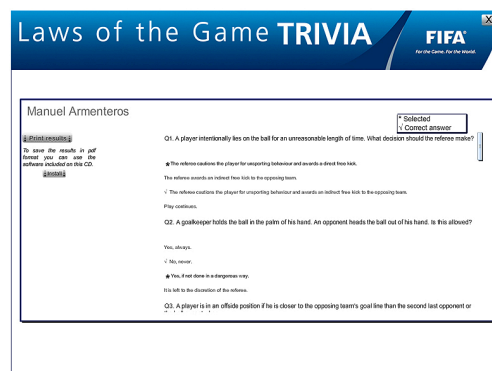 Laws of the Game TRIVIA
X
FIFA®
For the Game. For the World.
Manuel Armenteros
* Selected
√ Correct answer
Print results
To save the results in pdf
format you can use the
software included on this CD.
Install
Q1. A player intentionally lies on the ball for an unreasonable length of time. What decision should the referee make?
★The referee cautions the player for unsporting behaviour and awards a direct free kick.
The referee awards an indirect free kick to the opposing team.
√ The referee cautions the player for unsporting behaviour and awards an indirect free kick to the opposing team.
Play continues.
Q2. A goalkeeper holds the ball in the palm of his hand. An opponent heads the ball out of his hand. Is this allowed?
Yes, always.
√ No, never.
★ Yes, if not done in a dangerous way.
It is left to the discretion of the referee.
Q3. A player is in an offside position if he is closer to the opposing team's goal line than the second last opponent or